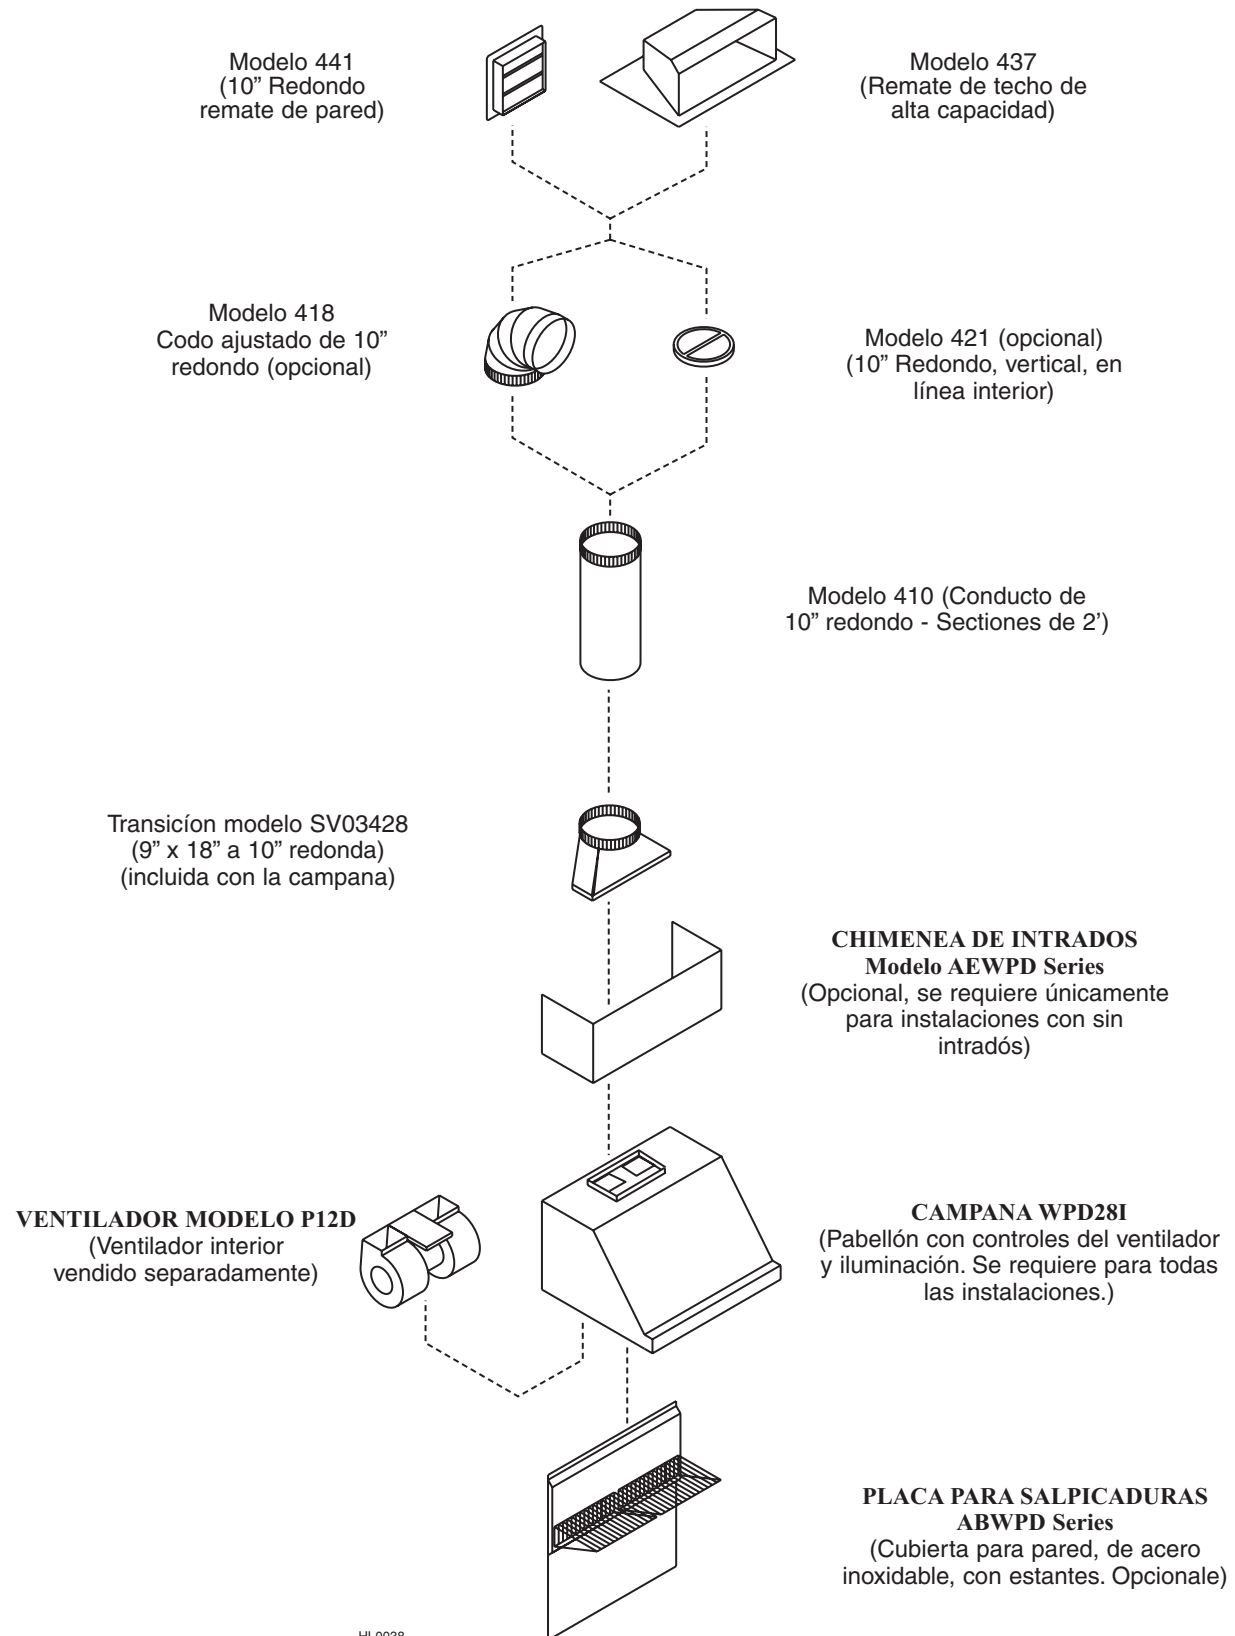 Modelo 441
(10” Redondo
remate de pared)
Modelo 437
(Remate de techo de
alta capacidad)
Modelo 418
Codo ajustado de 10”
redondo (opcional)
Modelo 421 (opcional)
(10” Redondo, vertical, en
línea interior)
Modelo 410 (Conducto de
10” redondo - Sectiones de 2’)
Transicíon modelo SV03428
(9” x 18” a 10” redonda)
(incluida con la campana)
CHIMENEA DE INTRADOS
Modelo AEWPD Series
(Opcional, se requiere únicamente
para instalaciones con sin
intradós)
VENTILADOR MODELO P12D
(Ventilador interior
vendido separadamente)
CAMPANA WPD28I
(Pabellón con controles del ventilador
y iluminación. Se requiere para todas
las instalaciones.)
PLACA PARA SALPICADURAS
ABWPD Series
(Cubierta para pared, de acero
inoxidable, con estantes. Opcionale)